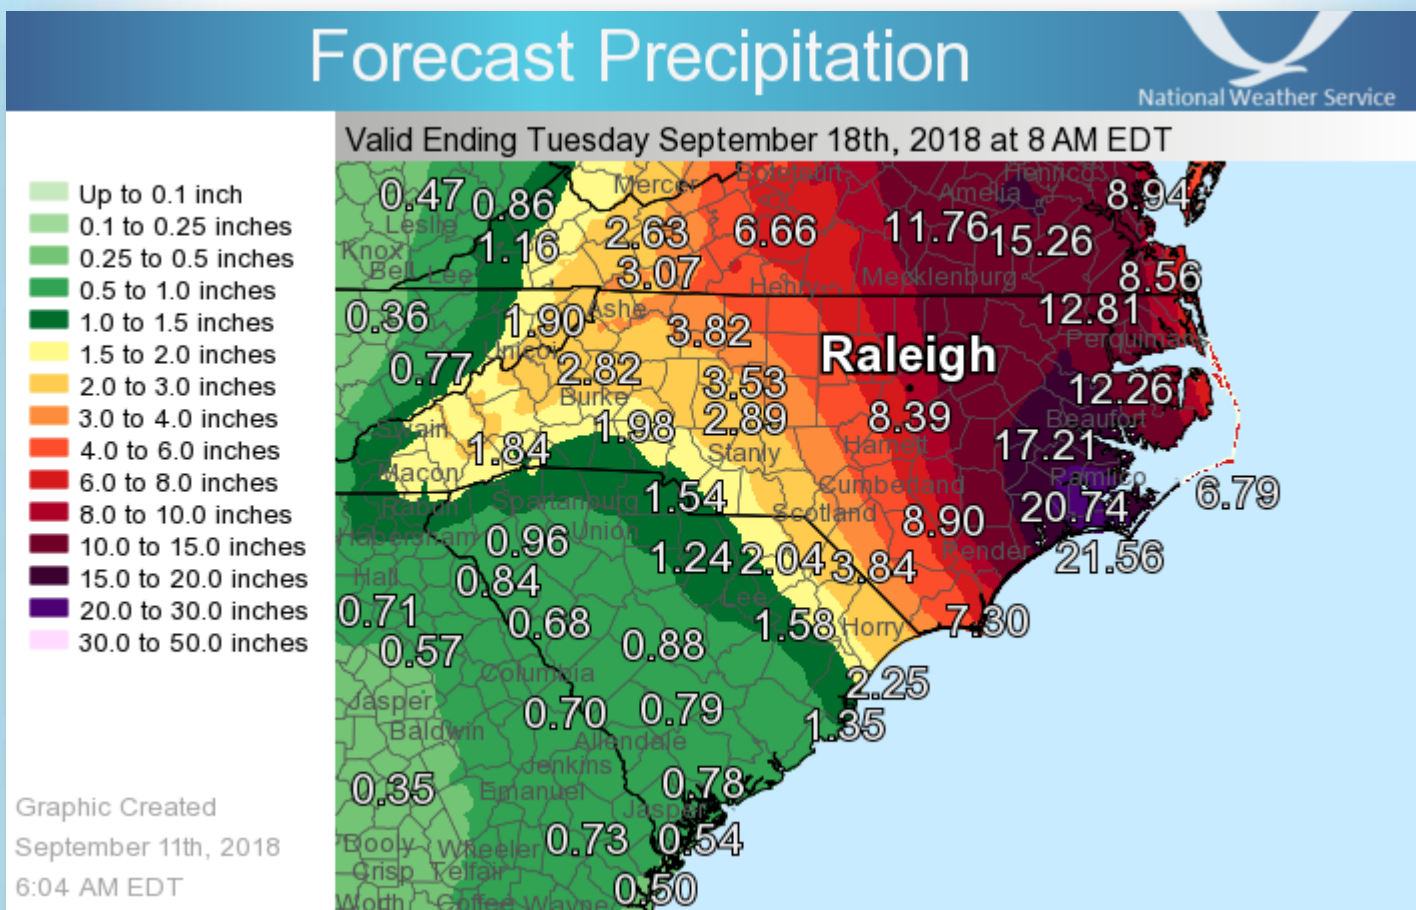 Forecast Precipitation
National Weather Service
Valid Ending Tuesday September 18th, 2018 at 8 AM EDT
Up to 0.1 inch
0.1 to 0.25 inches
0.25 to 0.5 inches
0.5 to 1.0 inches
1.0 to 1.5 inches
1.5 to 2.0 inches
2.0 to 3.0 inches
3.0 to 4.0 inches
4.0 to 6.0 inches
6.0 to 8.0 inches
8.0 to 10.0 inches
10.0 to 15.0 inches
15.0 to 20.0 inches
20.0 to 30.0 inches
30.0 to 50.0 inches
Graphic Created
September 11th, 2018
6:04 AM EDT
Mercer Botetourt Henrico
0.47 0.86 Amelia 8.94
Leslie 2.63 6.66 11.76 15.26
Knox 1.16
Bell Lee 3.07 Henry Mecklenburg 8.56
0.36 1.90 Ashe 3.82 12.81
Unicoi Raleigh Perquimans
0.77 2.82 3.53 12.26
Burke 2.89 8.39 Beaufort
Swain 1.98 Harnett 17.21
1.84 Stanly
Macon Cumberland Pamlico
Rabun Spartanburg 1.54 Scotland 20.74 6.79
Habersham 0.96 Union 8.90
1.24 2.04 3.84 Pender 21.56
Hall 0.84 Lee
0.71 0.68 1.58 Horry 7.30
0.57 0.88
Columbia 2.25
Jasper 0.70 0.79 1.35
Baldwin Allendale
Jenkins
0.35 Emanuel 0.78
Jasper
Dooly Wheeler 0.73 0.54
Crisp Telfair
Worth Coffee Wayne 0.50